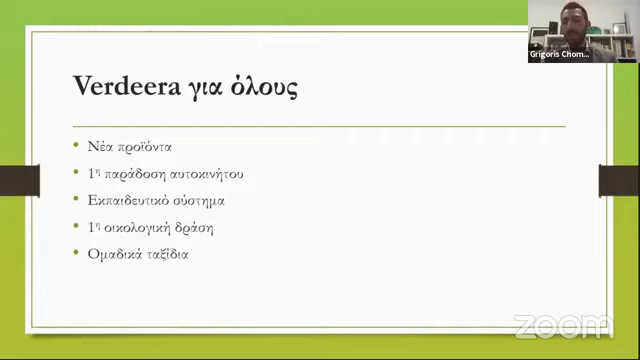 Verdeera για όλους
• Νέα προϊόντα
• 1η παράδοση αυτοκινήτου
• Εκπαιδευτικό σύστημα
• 1η οικολογική δράση
• Ομαδικά ταξίδια
Grigoris Chom...
zoom